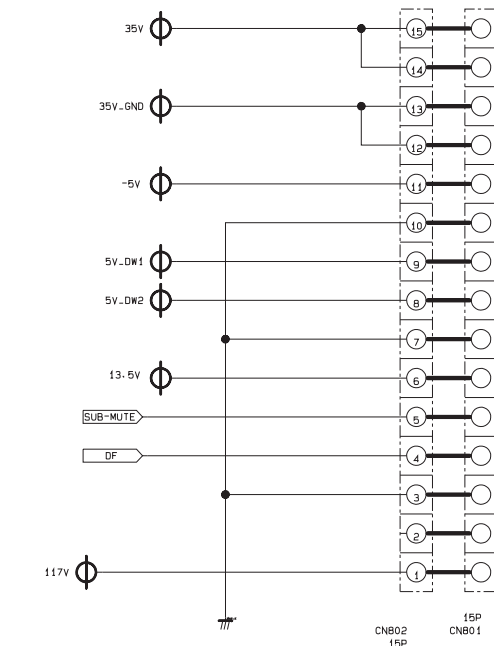 35V
15
14
35V_GND
13
12
-5V
11
10
5V_DW1
9
5V_DW2
8
7
13.5V
6
SUB-MUTE
5
DF
4
3
2
117V
1
15P
CN802
CN801
15P